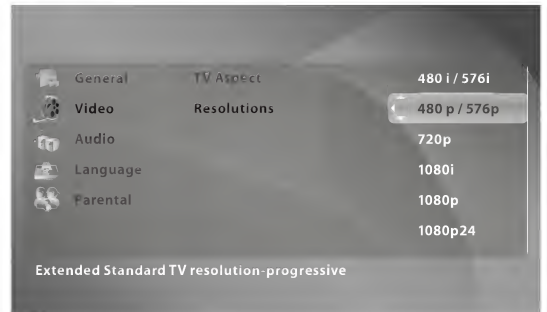 General TV Aspect 480 i / 576i
Video Resolutions 480 p / 576p
Audio 720p
Language 1080i
Parental 1080p
1080p24
Extended Standard TV resolution-progressive